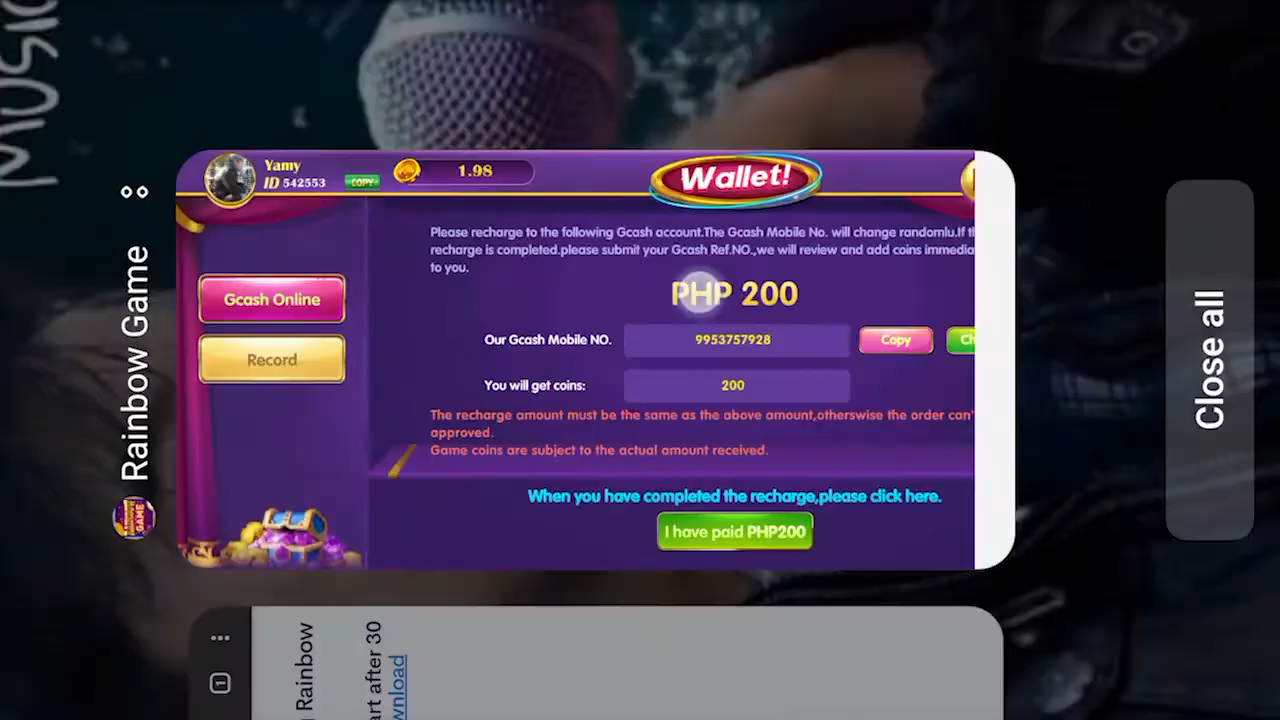 MUSIC
Rainbow Game
Yamy
ID 542553
COPY
1.98
Wallet!
Please recharge to the following Gcash account.The Gcash Mobile No. will change randomlu.If th
recharge is completed.please submit your Gcash Ref.NO.,we will review and add coins immedia
to you.
PHP 200
Gcash Online
Record
Our Gcash Mobile NO.
9953757928
Copy
Ch
You will get coins:
200
The recharge amount must be the same as the above amount,otherswise the order can'
approved.
Game coins are subject to the actual amount received.
When you have completed the recharge,please click here.
I have paid PHP200
Close all
1
Rainbow
art after 30
wnload